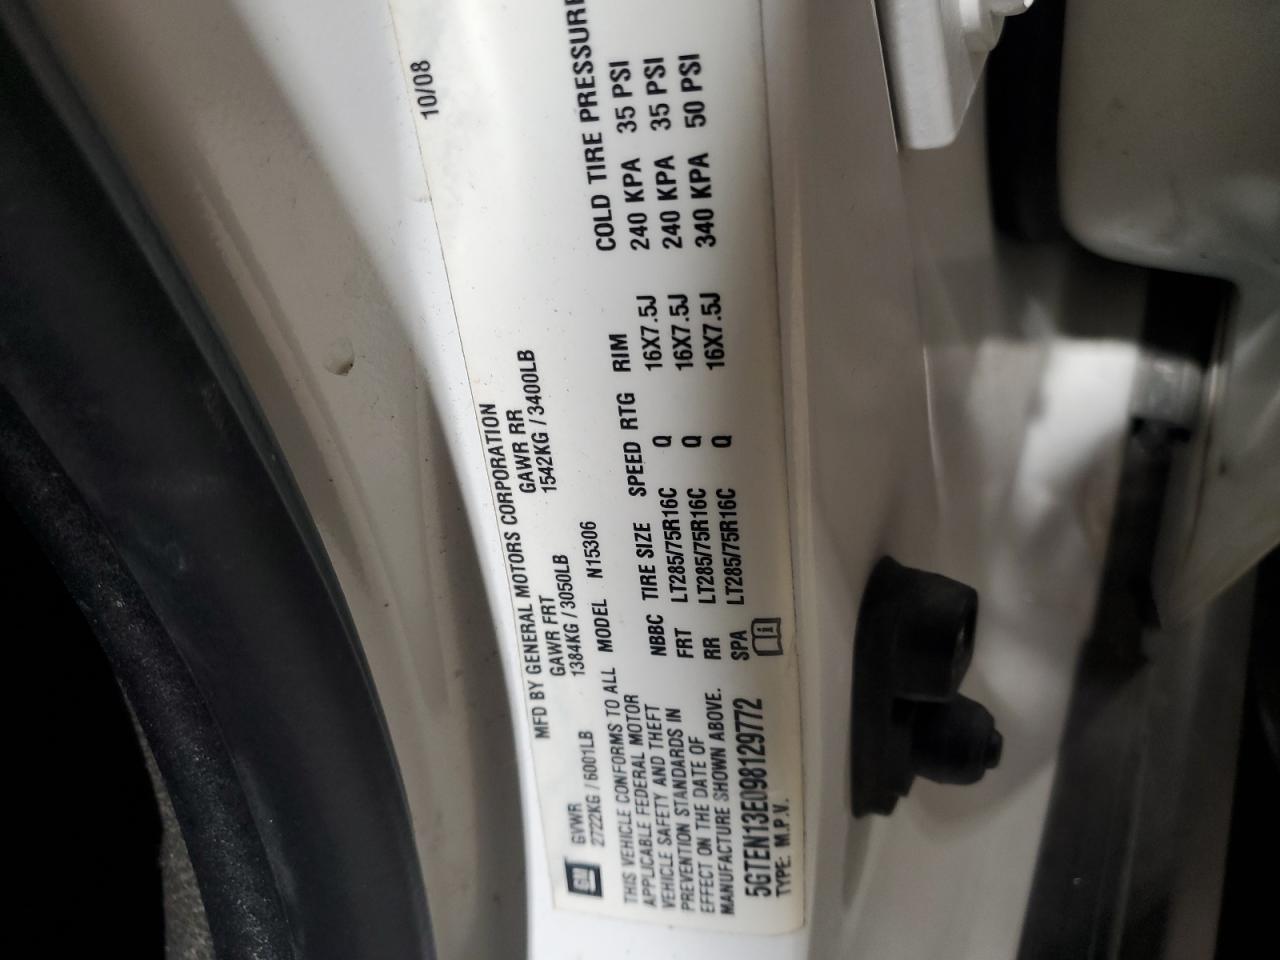 MFD BY GENERAL MOTORS CORPORATION
10/08
GVWR GAWR FRT GAWR RR
2722KG / 6001LB 1384KG / 3050LB 1542KG / 3400LB
THIS VEHICLE CONFORMS TO ALL
APPLICABLE FEDERAL MOTOR
VEHICLE SAFETY AND THEFT
PREVENTION STANDARDS IN
EFFECT ON THE DATE OF
MANUFACTURE SHOWN ABOVE.
MODEL N15306
NBBC TIRE SIZE SPEED RTG RIM COLD TIRE PRESSURE
FRT LT285/75R16C Q 16X7.5J 240 KPA 35 PSI
RR LT285/75R16C Q 16X7.5J 240 KPA 35 PSI
SPA LT285/75R16C Q 16X7.5J 340 KPA 50 PSI
5GTEN13E098129772
TYPE: M.P.V.
GM